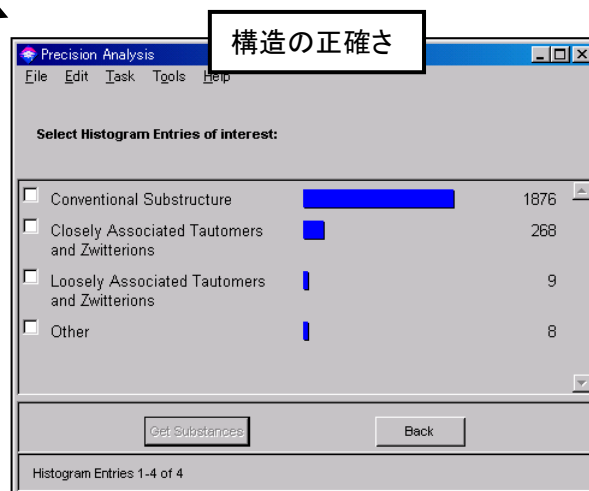 構造の正確さ
Precision Analysis
File Edit Task Tools Help
Select Histogram Entries of interest:
Conventional Substructure 1876
Closely Associated Tautomers 268
and Zwitterions
Loosely Associated Tautomers 9
and Zwitterions
Other 8
Get Substances Back
Histogram Entries 1-4 of 4